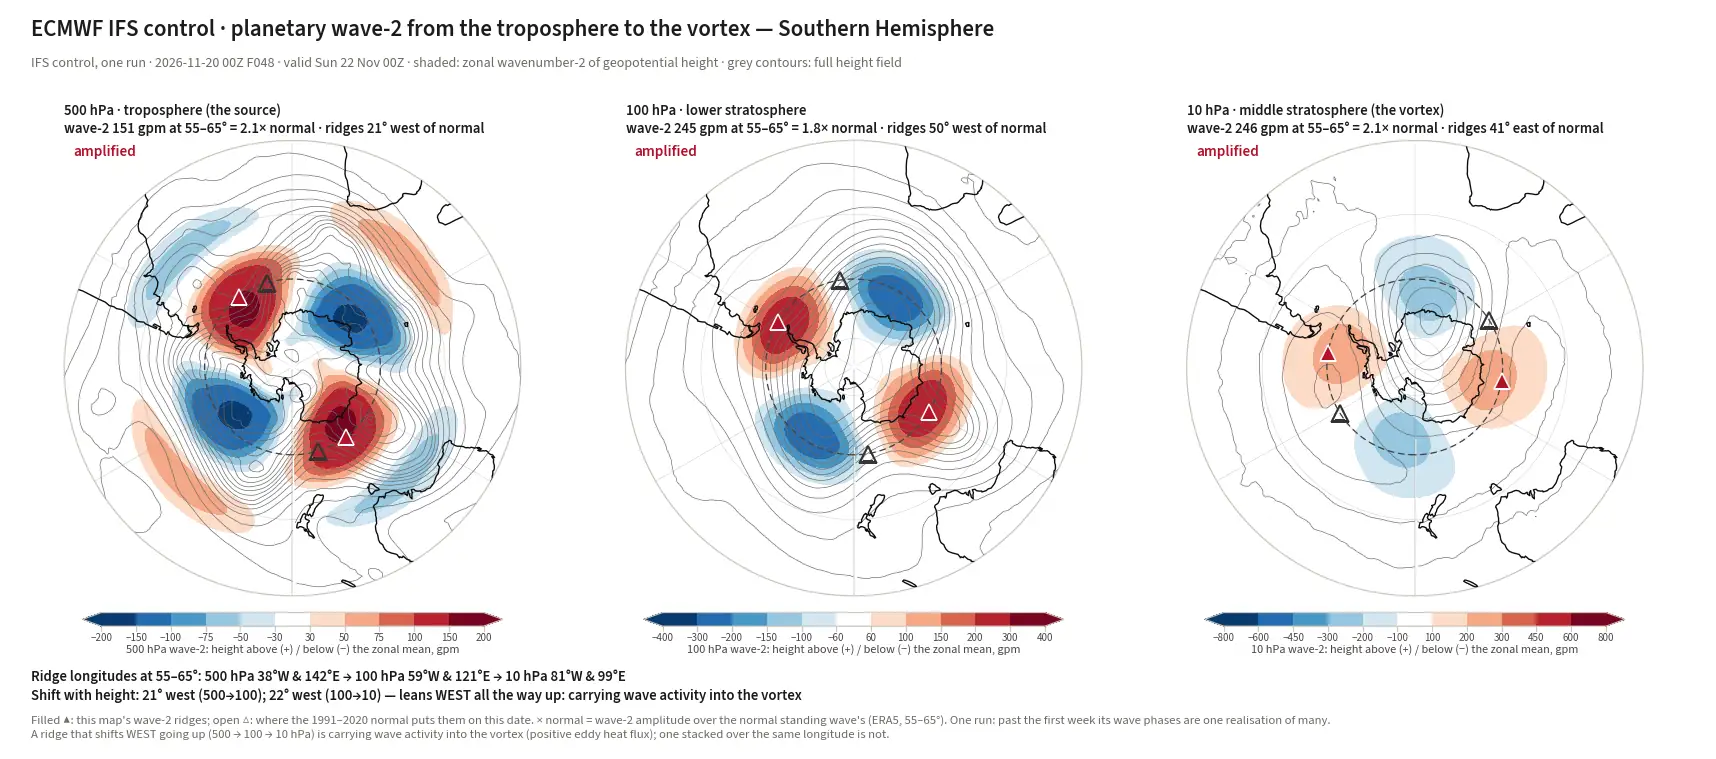 ECMWF IFS control · planetary wave-2 from the troposphere to the vortex — Southern Hemisphere
IFS control, one run · 2026-11-20 00Z F048 · valid Sun 22 Nov 00Z · shaded: zonal wavenumber-2 of geopotential height · grey contours: full height field
500 hPa · troposphere (the source)
wave-2 151 gpm at 55–65° = 2.1× normal · ridges 21° west of normal
amplified
100 hPa · lower stratosphere
wave-2 245 gpm at 55–65° = 1.8× normal · ridges 50° west of normal
amplified
10 hPa · middle stratosphere (the vortex)
wave-2 246 gpm at 55–65° = 2.1× normal · ridges 41° east of normal
amplified
−200 −150 −100 −75 −50 −30 30 50 75 100 150 200
500 hPa wave-2: height above (+) / below (−) the zonal mean, gpm
−400 −300 −200 −150 −100 −60 60 100 150 200 300 400
100 hPa wave-2: height above (+) / below (−) the zonal mean, gpm
−800 −600 −450 −300 −200 −100 100 200 300 450 600 800
10 hPa wave-2: height above (+) / below (−) the zonal mean, gpm
Ridge longitudes at 55–65°: 500 hPa 38°W & 142°E → 100 hPa 59°W & 121°E → 10 hPa 81°W & 99°E
Shift with height: 21° west (500→100); 22° west (100→10) — leans WEST all the way up: carrying wave activity into the vortex
Filled ▲: this map's wave-2 ridges; open △: where the 1991–2020 normal puts them on this date. × normal = wave-2 amplitude over the normal standing wave's (ERA5, 55–65°). One run: past the first week its wave phases are one realisation of many.
A ridge that shifts WEST going up (500 → 100 → 10 hPa) is carrying wave activity into the vortex (positive eddy heat flux); one stacked over the same longitude is not.